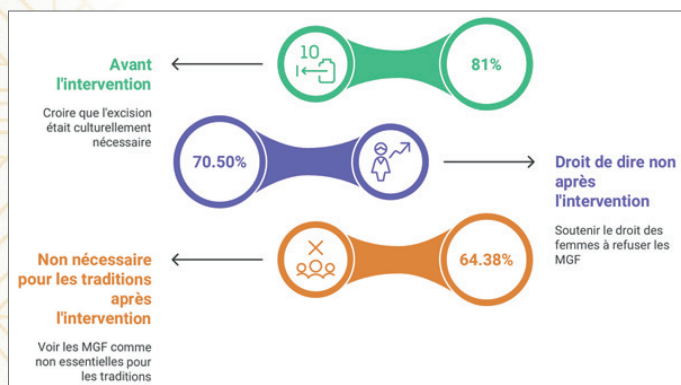 Avant
l'intervention
Croire que l'excision
était culturellement
nécessaire
10
81%
70.50%
Droit de dire non
après
l'intervention
Soutenir le droit des
femmes à refuser les
MGF
Non nécessaire
pour les traditions
après
l'intervention
Voir les MGF comme
non essentielles pour
les traditions
64.38%